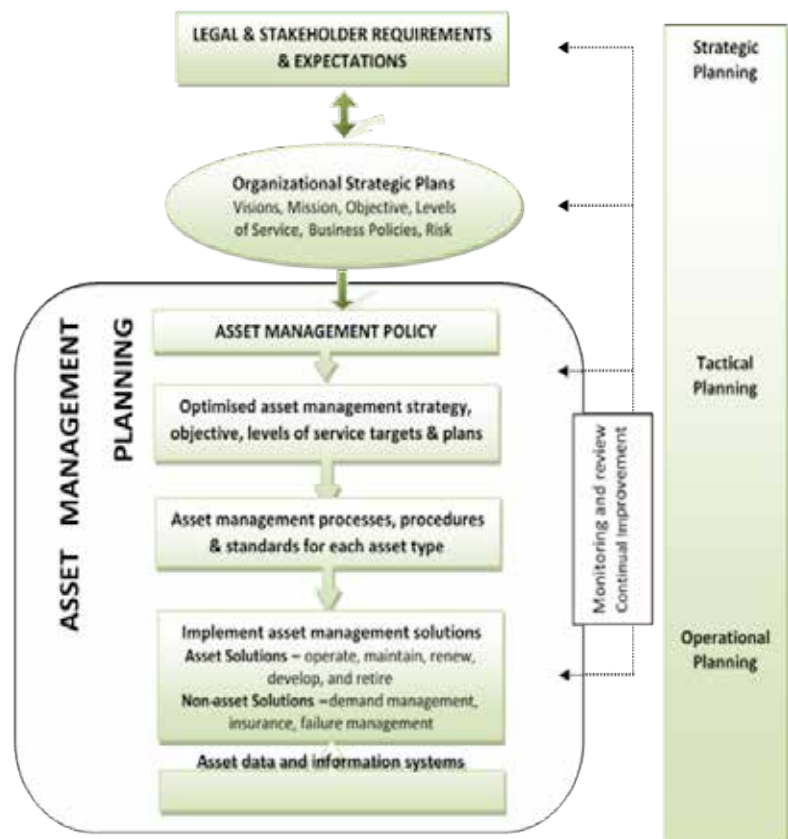 LEGAL & STAKEHOLDER REQUIREMENTS
& EXPECTATIONS
Organizational Strategic Plans
Visions, Mission, Objective, Levels
of Service, Business Policies, Risk
ASSET MANAGEMENT
PLANNING
ASSET MANAGEMENT POLICY
Optimised asset management strategy,
objective, levels of service targets & plans
Asset management processes, procedures
& standards for each asset type
Implement asset management solutions
Asset Solutions – operate, maintain, renew,
develop, and retire
Non-asset Solutions –demand management,
insurance, failure management
Asset data and information systems
Monitoring and review
Continual Improvement
Strategic
Planning
Tactical
Planning
Operational
Planning